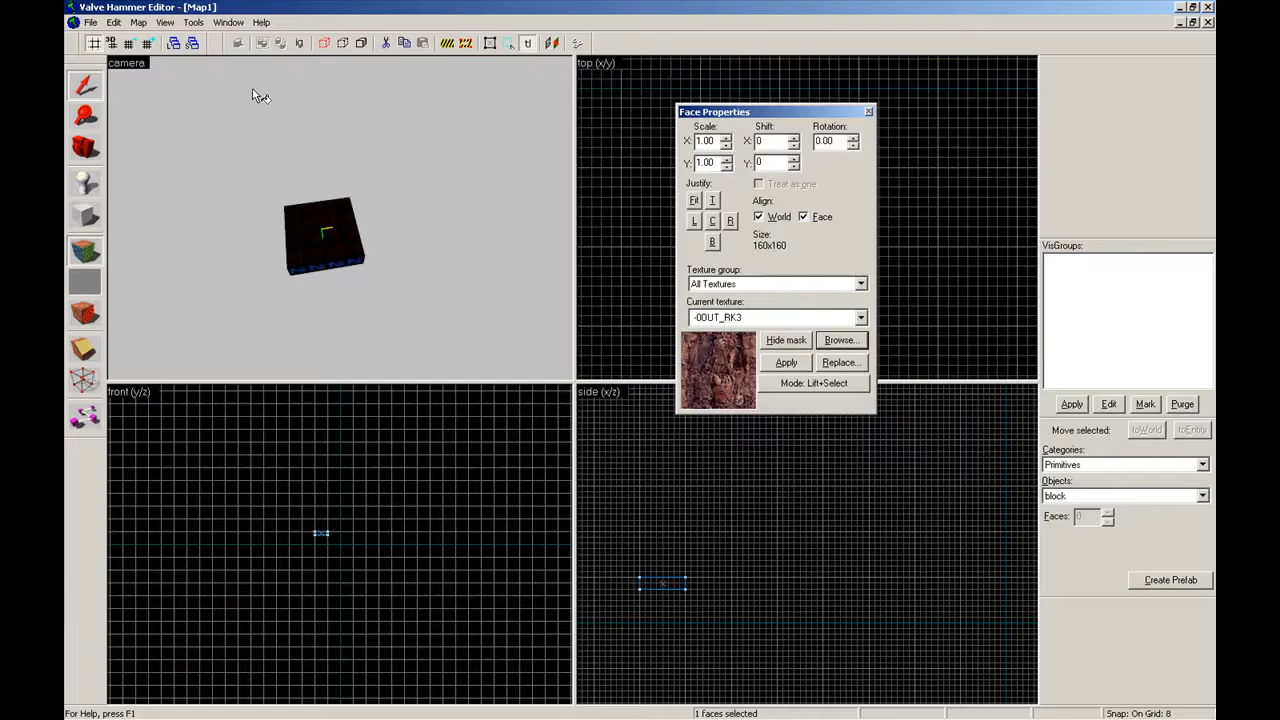 Valve Hammer Editor - [Map1]
File Edit Map View Tools Window Help
3D
ig
tl
camera
top (x/y)
Face Properties
Scale: Shift: Rotation:
X: 1.00 X: 0 0.00
Y: 1.00 Y: 0
Justify: Treat as one
Fit T Align:
L C R World Face
B Size:
160x160
Texture group:
All Textures
Current texture:
-0OUT_RK3
Hide mask Browse...
Apply Replace...
Mode: Lift+Select
front (y/z)
side (x/z)
VisGroups:
Apply Edit Mark Purge
Move selected: toWorld toEntity
Categories:
Primitives
Objects:
block
Faces: 0
Create Prefab
For Help, press F1
1 faces selected
Snap: On Grid: 8